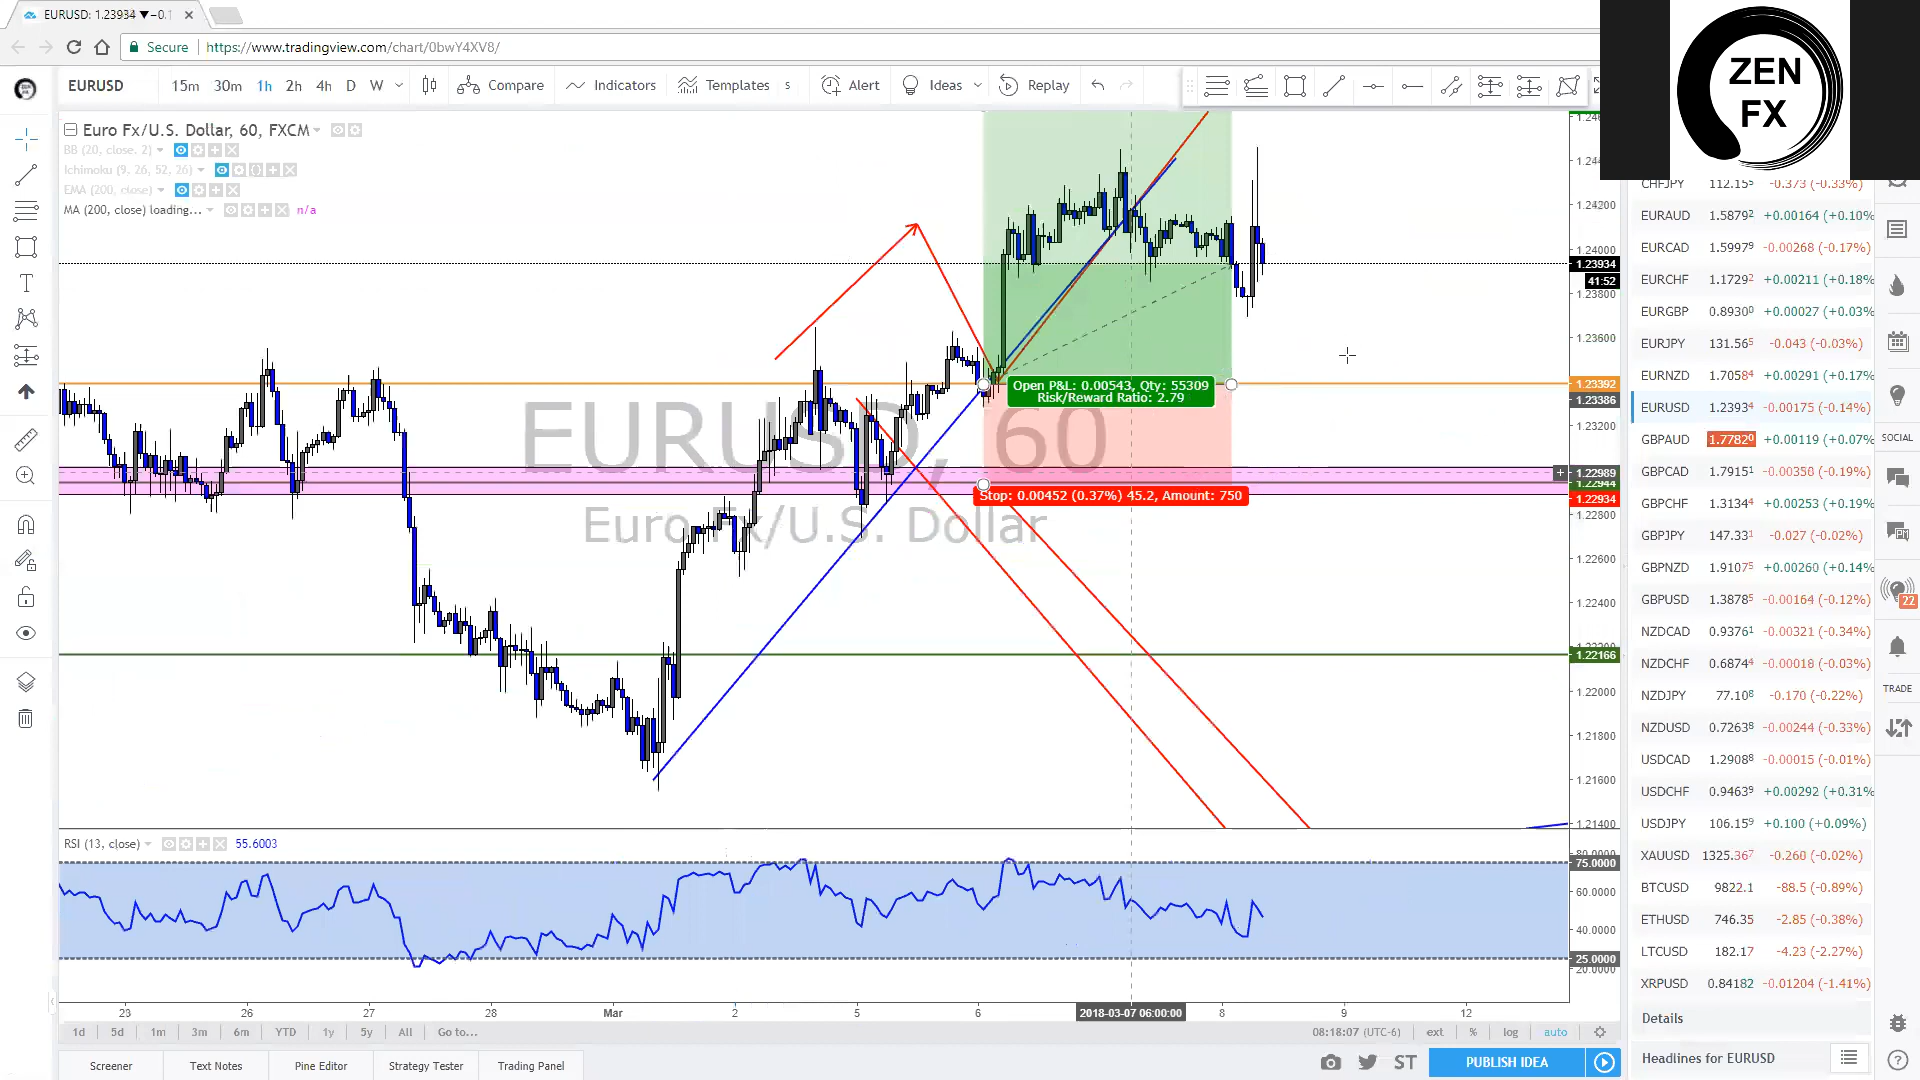 EURUSD: 1.23934 ▼−0.1
Secure https://www.tradingview.com/chart/0bwY4XV8/
ZEN
FX
EURUSD 15m 30m 1h 2h 4h D W Compare Indicators Templates s Alert Ideas Replay
Euro Fx/U.S. Dollar, 60, FXCM
BB (20, close, 2)
Ichimoku (9, 26, 52, 26)
EMA (200, close)
MA (200, close) loading... n/a
EURUSD, 60
Euro Fx/U.S. Dollar
Open P&L: 0.00543, Qty: 55309
Risk/Reward Ratio: 2.79
Stop: 0.00452 (0.37%) 45.2, Amount: 750
1.24200
1.24000
1.23934
41:52
1.23800
1.23600
1.23392
1.23386
1.23200
1.22989
1.22944
1.22934
1.22800
1.22600
1.22400
1.22166
1.22000
1.21800
1.21600
1.21400
RSI (13, close) 55.6003
80.0000
75.0000
60.0000
40.0000
25.0000
20.0000
23 26 27 28 Mar 2 5 6 2018-03-07 06:00:00 8 9 12
1d 5d 1m 3m 6m YTD 1y 5y All Go to... 08:18:07 (UTC-6) ext % log auto
Screener Text Notes Pine Editor Strategy Tester Trading Panel ST PUBLISH IDEA
CHFJPY 112.155 -0.373 (-0.33%)
EURAUD 1.58792 +0.00164 (+0.10%
EURCAD 1.59979 -0.00268 (-0.17%)
EURCHF 1.17292 +0.00211 (+0.18%
EURGBP 0.89300 +0.00027 (+0.03%
EURJPY 131.565 -0.043 (-0.03%)
EURNZD 1.70584 +0.00291 (+0.17%
EURUSD 1.23934 -0.00175 (-0.14%)
GBPAUD 1.77820 +0.00119 (+0.07%
GBPCAD 1.79151 -0.00358 (-0.19%)
GBPCHF 1.31344 +0.00253 (+0.19%
GBPJPY 147.331 -0.027 (-0.02%)
GBPNZD 1.91075 +0.00260 (+0.14%
GBPUSD 1.38785 -0.00164 (-0.12%)
NZDCAD 0.93761 -0.00321 (-0.34%)
NZDCHF 0.68744 -0.00018 (-0.03%)
NZDJPY 77.108 -0.170 (-0.22%)
NZDUSD 0.72638 -0.00244 (-0.33%)
USDCAD 1.29088 -0.00015 (-0.01%)
USDCHF 0.94639 +0.00292 (+0.31%
USDJPY 106.159 +0.100 (+0.09%)
XAUUSD 1325.367 -0.260 (-0.02%)
BTCUSD 9822.1 -88.5 (-0.89%)
ETHUSD 746.35 -2.85 (-0.38%)
LTCUSD 182.17 -4.23 (-2.27%)
XRPUSD 0.84182 -0.01204 (-1.41%)
Details
Headlines for EURUSD
SOCIAL
22
TRADE